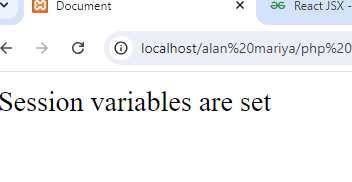 Document
React JSX -
localhost/alan%20mariya/php%20
Session variables are set